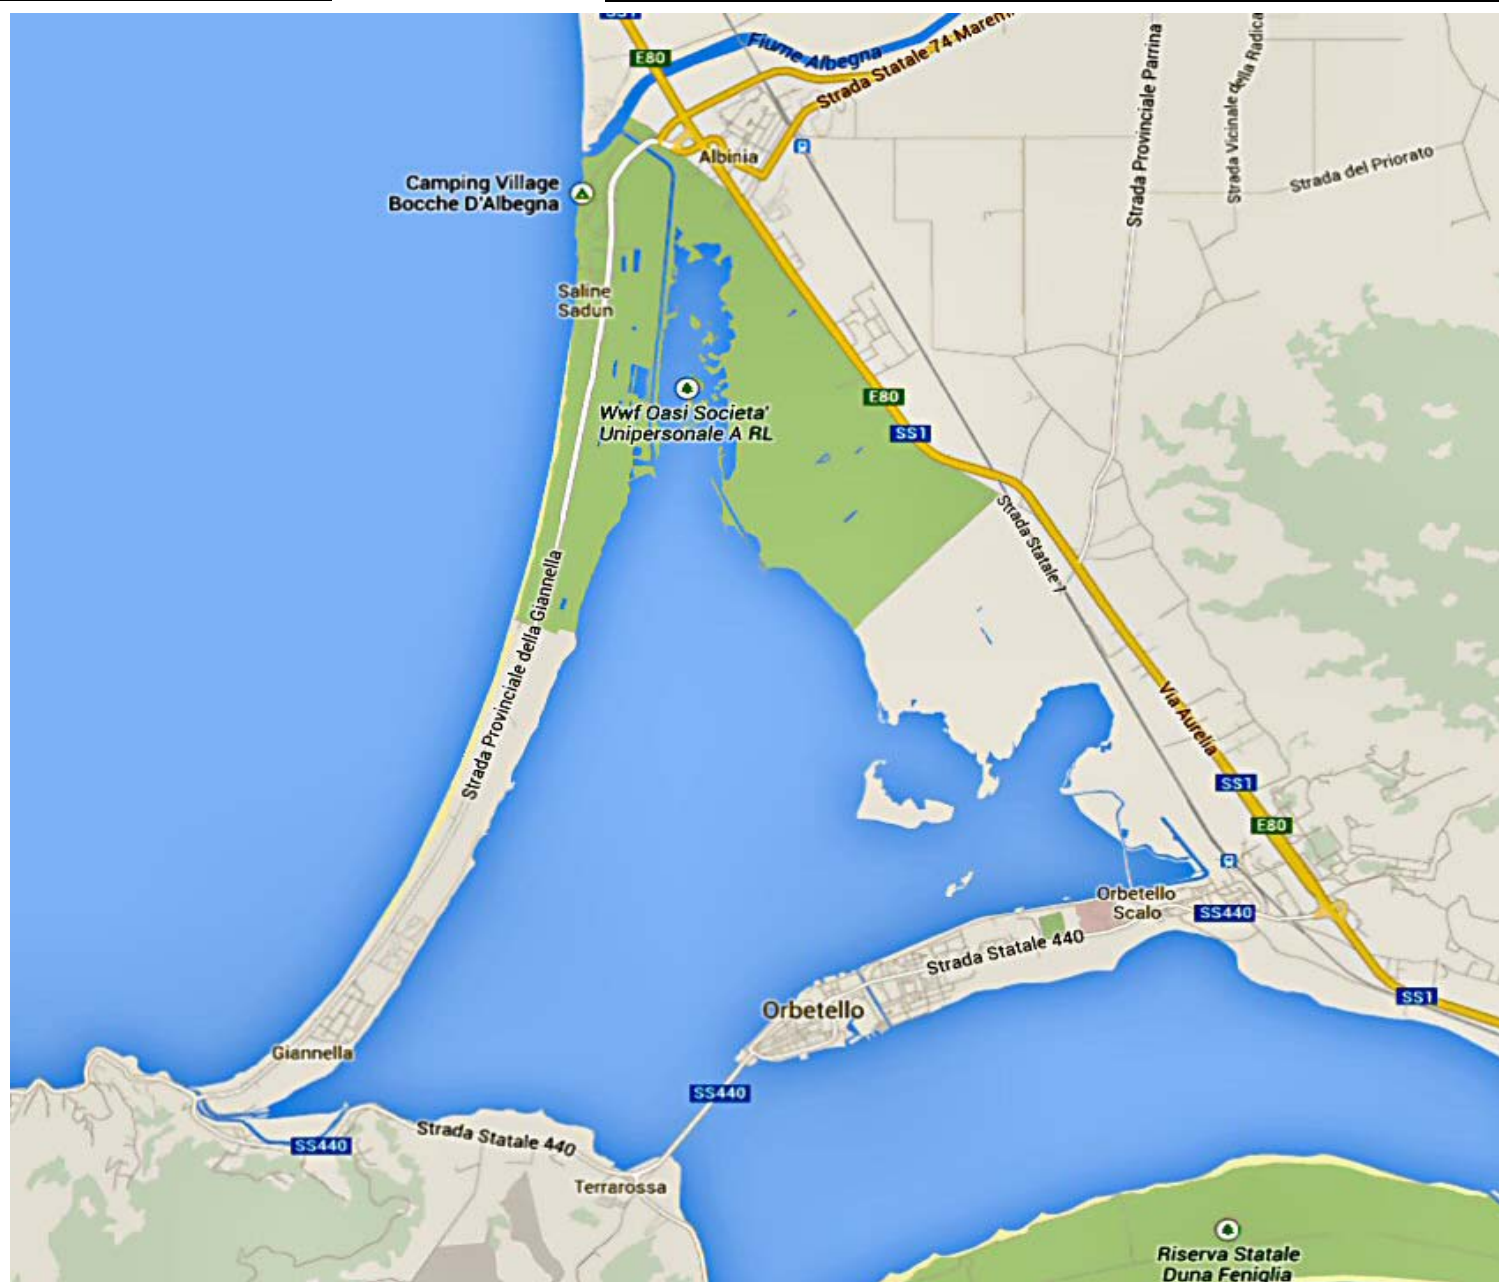 SS1
E80
Fiume Albegna
Strada Statale 74 Marem
Strada Provinciale Parrina
Strada Vicinale della Radica
Albinia
Strada del Priorato
Camping Village
Bocche D'Albegna
Saline
Sadun
Wwf Oasi Societa'
Unipersonale A RL
E80
SS1
Strada Statale 1
Strada Provinciale della Giannella
Via Aurelia
SS1
E80
Orbetello
Scalo
SS440
Strada Statale 440
SS1
Orbetello
Giannella
SS440
SS440
Strada Statale 440
Terrarossa
Riserva Statale
Duna Feniglia